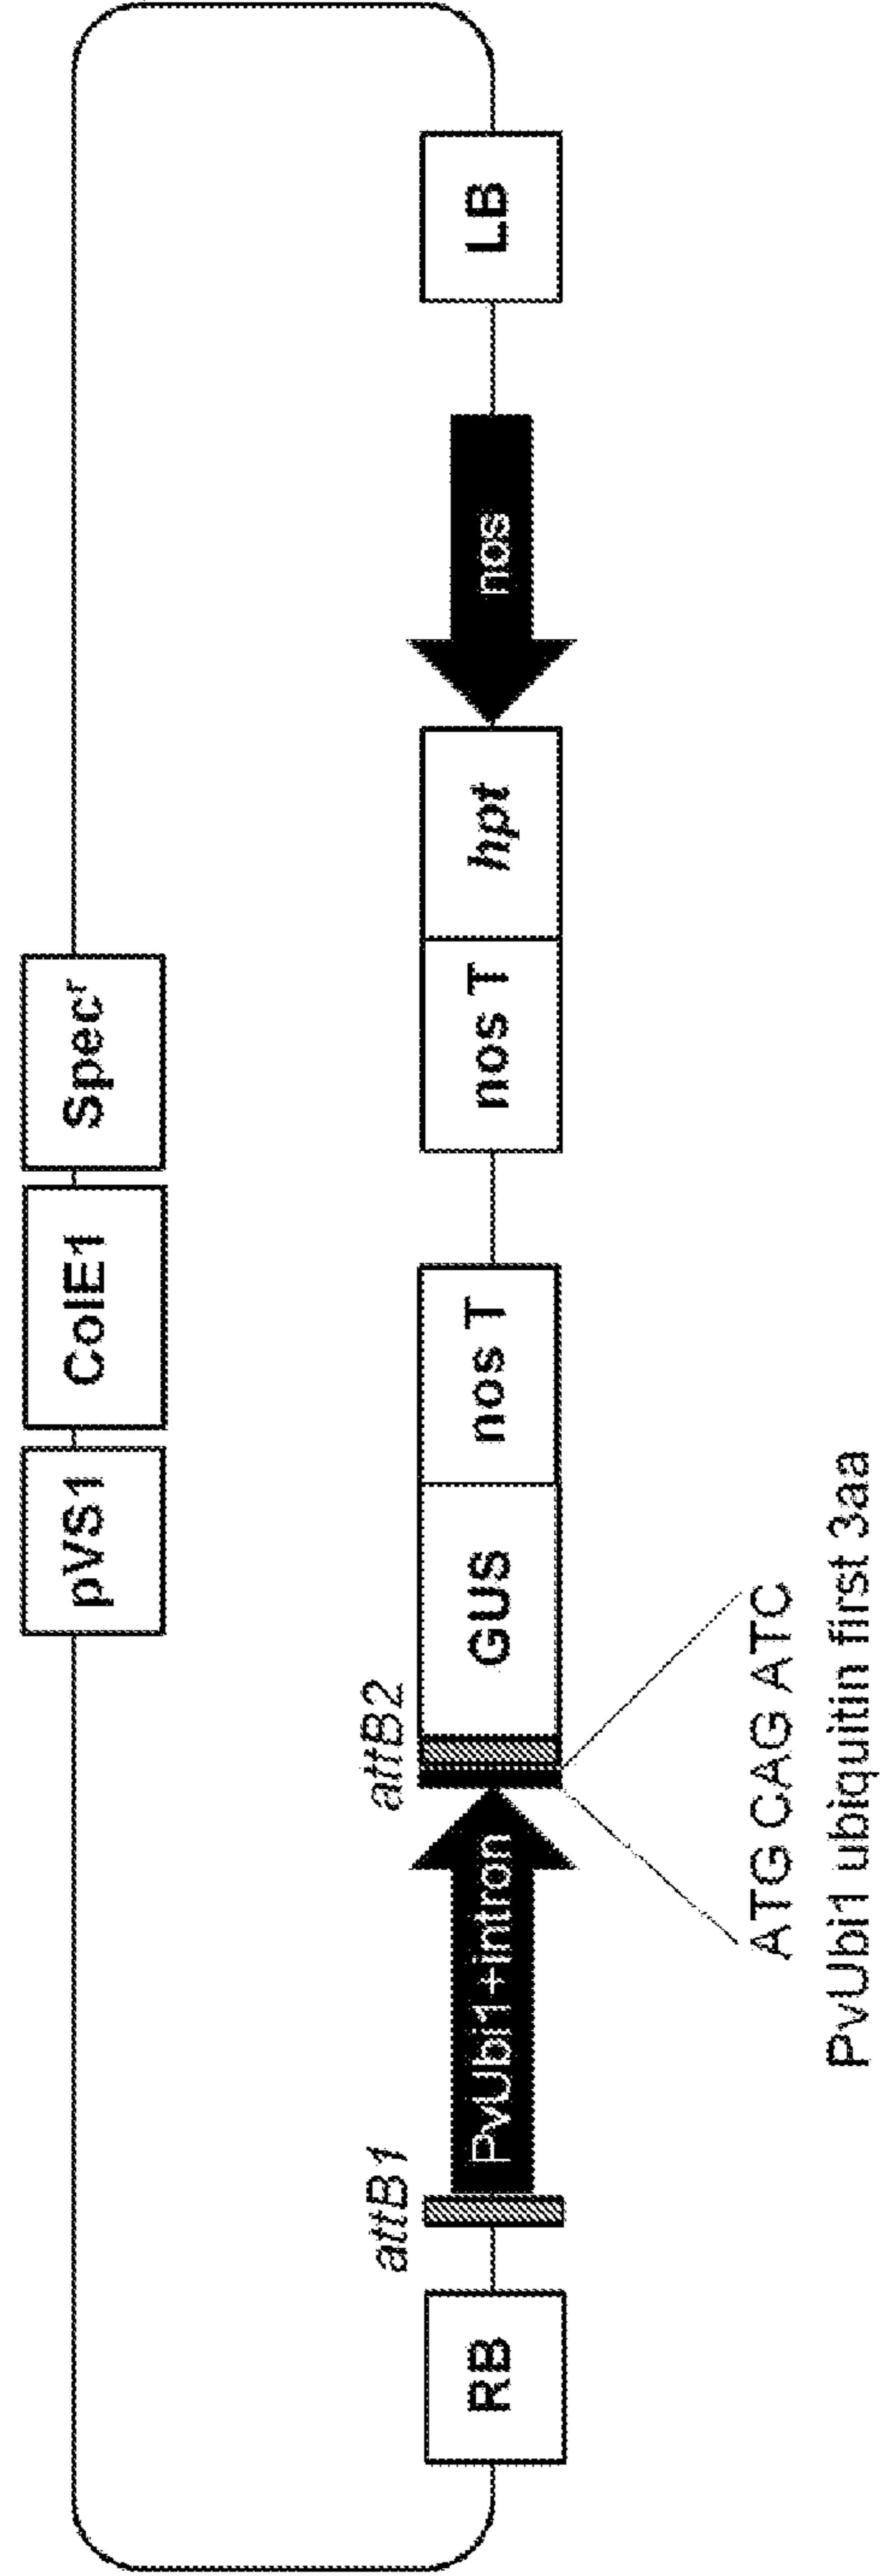 pVS1 ColE1 Specʳ
attB1 attB2
RB PvUbi1+intron GUS nos T nos T hpt nos LB
ATG CAG ATC
PvUbi1 ubiquitin first 3aa